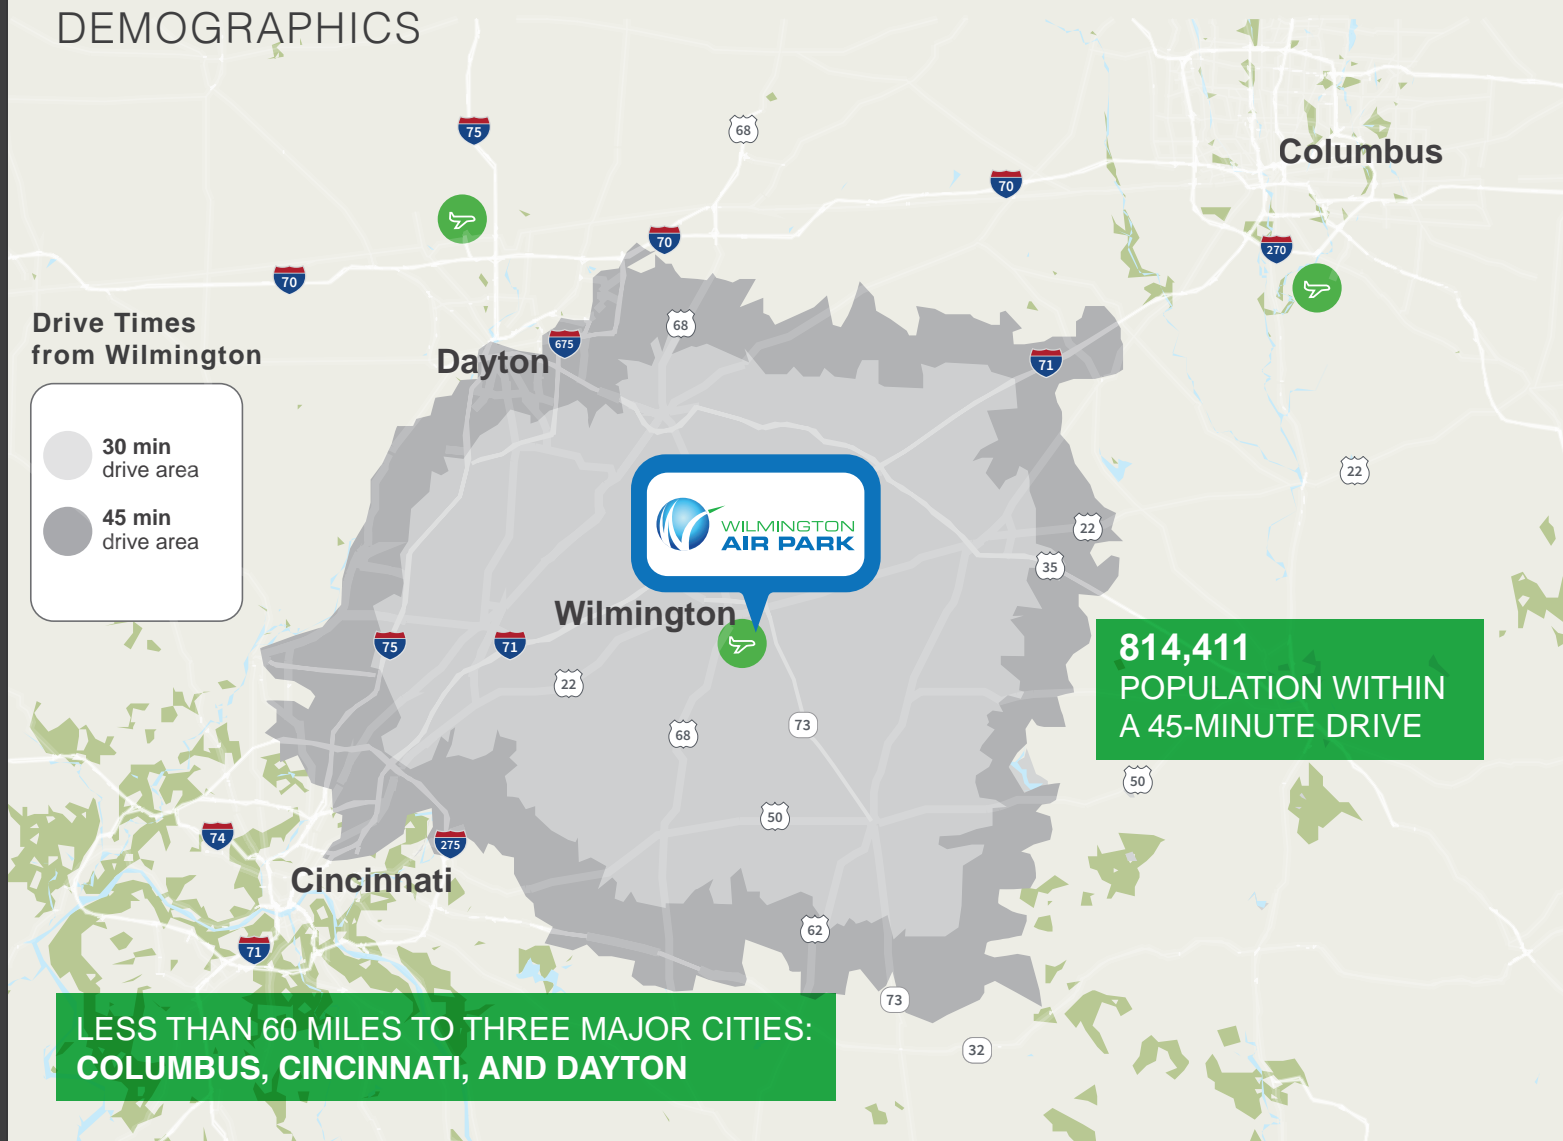 DEMOGRAPHICS
75
68
Columbus
70
70
270
70
Drive Times
from Wilmington
68
675
Dayton
71
30 min
drive area
22
45 min
drive area
WILMINGTON
AIR PARK
22
35
Wilmington
75
71
22
68
73
814,411
POPULATION WITHIN
A 45-MINUTE DRIVE
50
50
74
275
Cincinnati
62
71
73
LESS THAN 60 MILES TO THREE MAJOR CITIES:
COLUMBUS, CINCINNATI, AND DAYTON
32